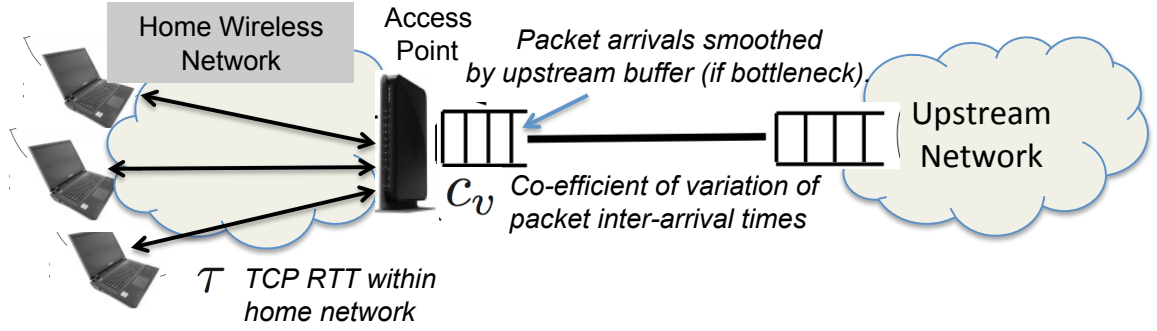 Home Wireless
Network
Access
Point
Packet arrivals smoothed
by upstream buffer (if bottleneck).
Upstream
Network
c_v
Co-efficient of variation of
packet inter-arrival times
τ TCP RTT within
home network